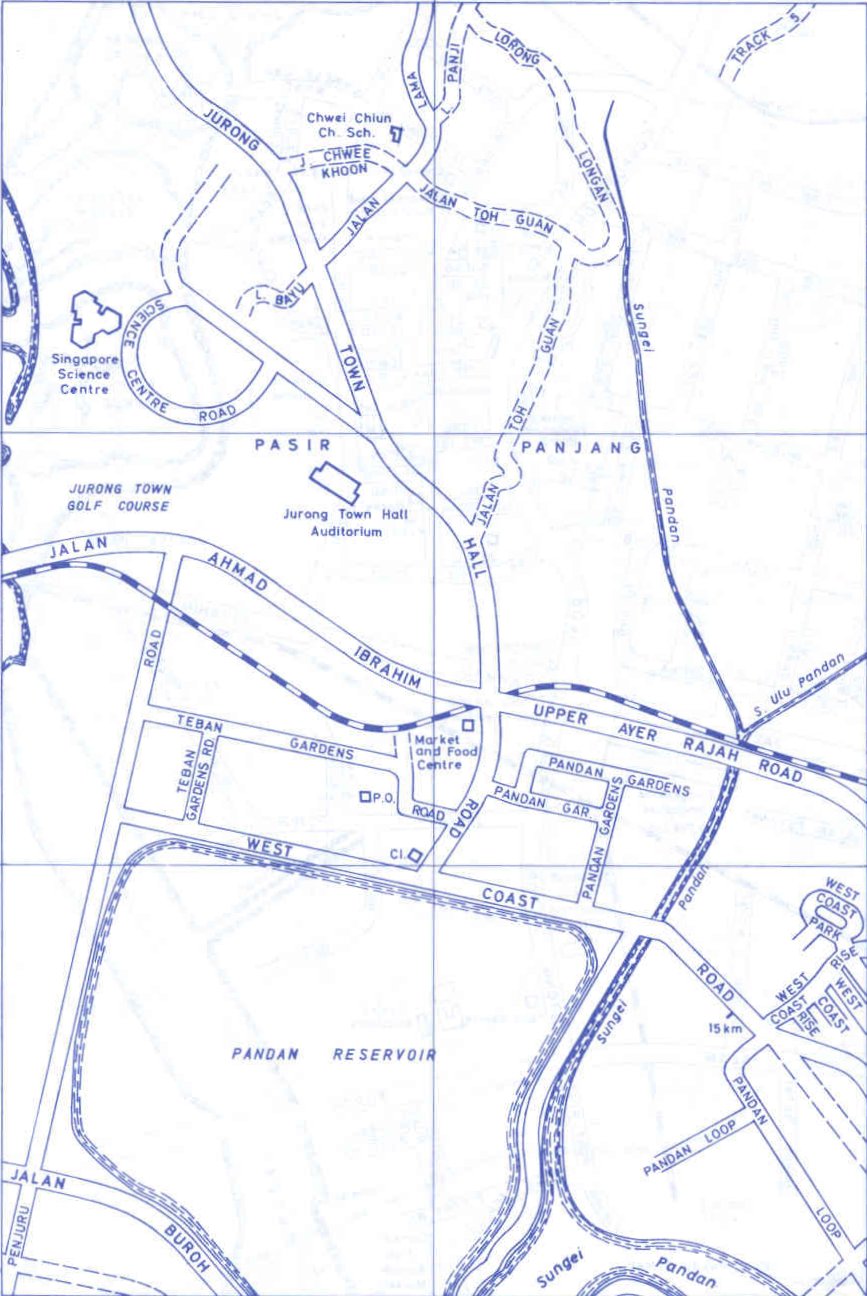 LAMA
PANJI
LORONG
TRACK 5
JURONG
Chwei Chiun
Ch. Sch.
J. CHWEE
KHOON
LONGAN
JALAN
JALAN TOH GUAN
L. BAYU
Sungei
SCIENCE
CENTRE
ROAD
GUAN
TOWN
Singapore
Science
Centre
TOH
PASIR
PANJANG
JURONG TOWN
GOLF COURSE
JALAN
Jurong Town Hall
Auditorium
Pandan
HALL
JALAN
AHMAD
IBRAHIM
ROAD
S. Ulu Pandan
UPPER AYER RAJAH ROAD
TEBAN
GARDENS
Market
and Food
Centre
TEBAN
GARDENS RD
PANDAN GARDENS
P.O.
ROAD
ROAD
PANDAN GAR.
PANDAN GARDENS
WEST
Cl.
COAST
Pandan
WEST
COAST
PARK
ROAD
RISE
WEST
COAST
WEST
COAST
RISE
15 km
Sungei
PANDAN RESERVOIR
PANDAN
PANDAN LOOP
LOOP
JALAN
BUROH
PENJURU
Sungei
Pandan